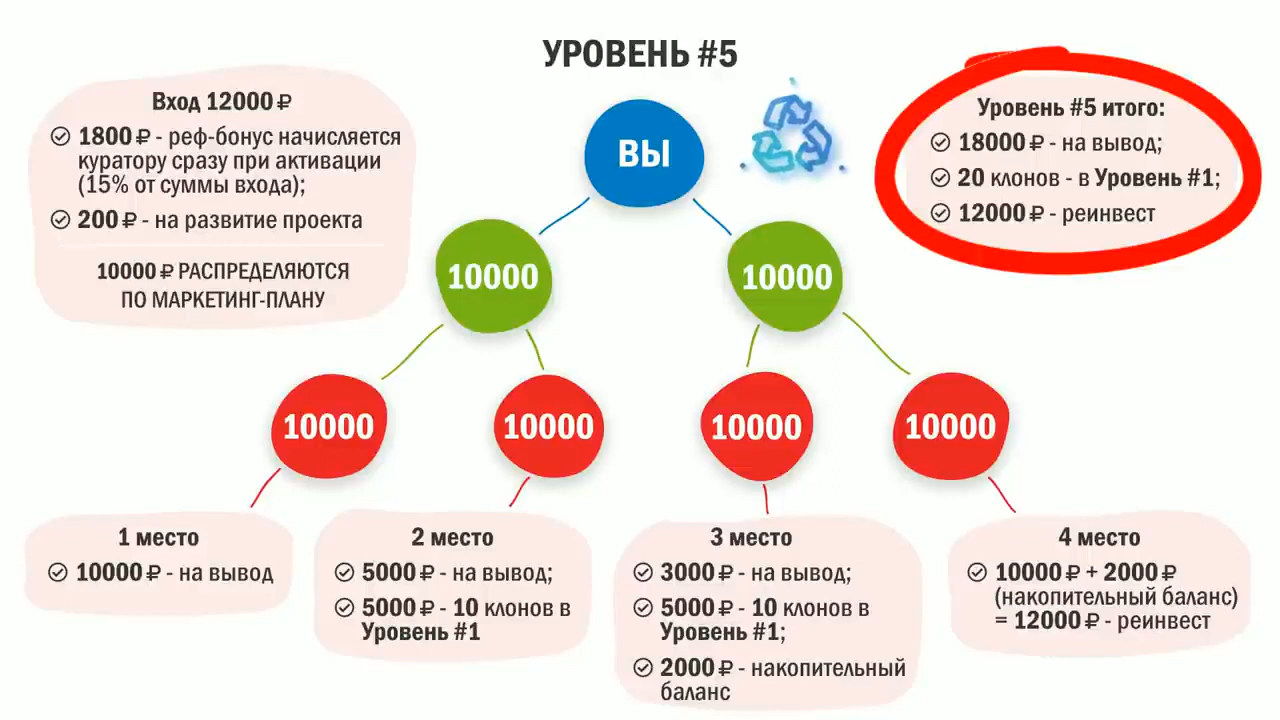 УРОВЕНЬ #5
Вход 12000 ₽
1800 ₽ - реф-бонус начисляется
куратору сразу при активации
(15% от суммы входа);
200 ₽ - на развитие проекта
10000 ₽ РАСПРЕДЕЛЯЮТСЯ
ПО МАРКЕТИНГ-ПЛАНУ
ВЫ
Уровень #5 итого:
18000 ₽ - на вывод;
20 клонов - в Уровень #1;
12000 ₽ - реинвест
10000
10000
10000
10000
10000
10000
1 место
10000 ₽ - на вывод
2 место
5000 ₽ - на вывод;
5000 ₽ - 10 клонов в
Уровень #1
3 место
3000 ₽ - на вывод;
5000 ₽ - 10 клонов в
Уровень #1;
2000 ₽ - накопительный
баланс
4 место
10000 ₽ + 2000 ₽
(накопительный баланс)
= 12000 ₽ - реинвест